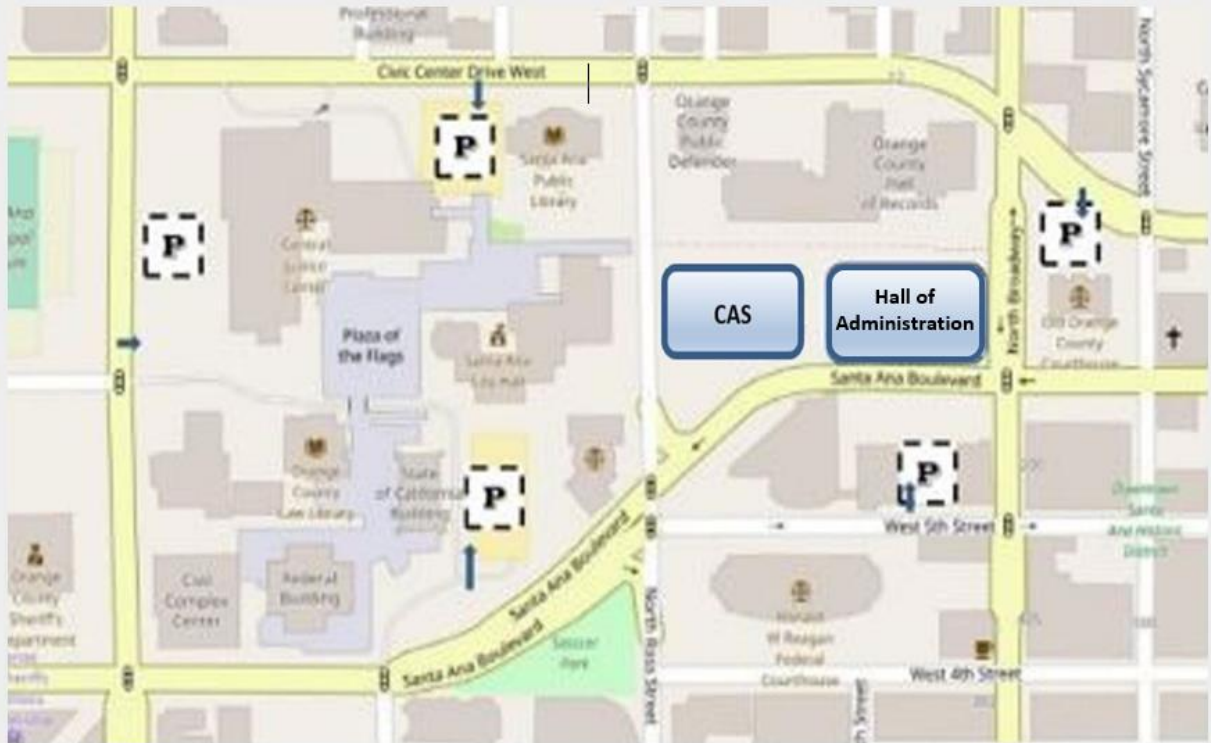 Professional
Building
Civic Center Drive West
North Sycamore Street
P
Santa Ana
Public
Library
Orange
County
Public
Defender
Orange
County
Hall
of Records
P
P
Central
Justice
Center
Plaza of
the Flags
Santa Ana
City Hall
CAS
Hall of
Administration
North Broadway
Old Orange
County
Courthouse
Santa Ana Boulevard
Orange
County
Law Library
State
of California
Building
P
P
West 5th Street
Downtown
Santa
Ana Historic
District
Orange
County
Sheriff's
Department
Civil
Complex
Center
Federal
Building
Santa Ana Boulevard
Santa Ana Boulevard
Sasscer
Park
North Ross Street
Ronald
W Reagan
Federal
Courthouse
West 4th Street
Street